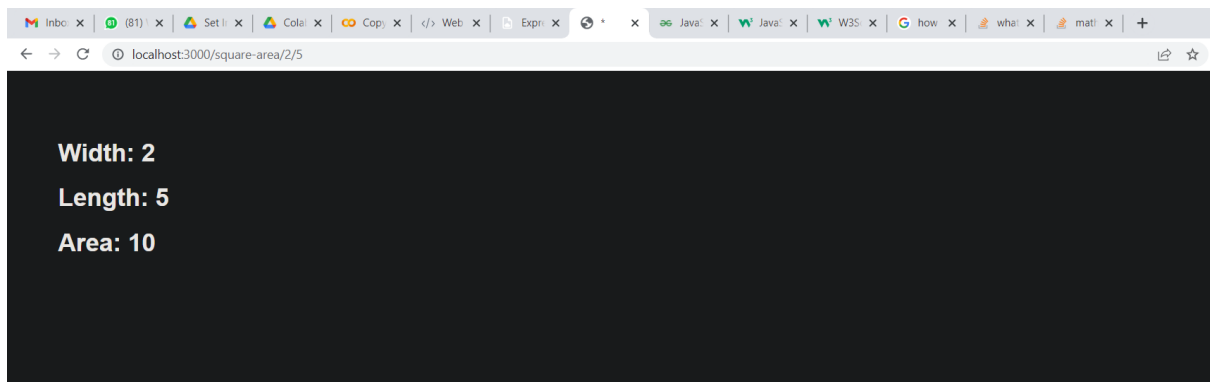 Inbo (81) Set I Colal Copy </> Web Expr * Java Java W3S how what math
localhost:3000/square-area/2/5
Width: 2
Length: 5
Area: 10